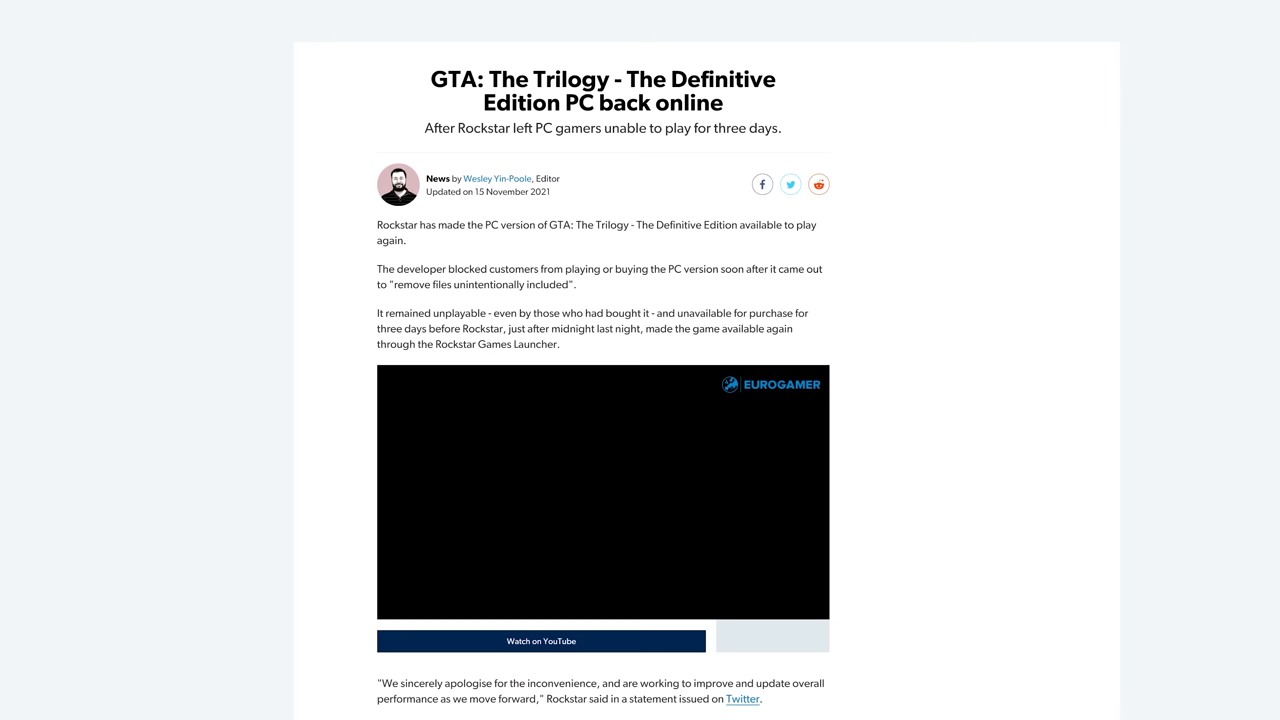 GTA: The Trilogy - The Definitive
Edition PC back online
After Rockstar left PC gamers unable to play for three days.
News by Wesley Yin-Poole, Editor
Updated on 15 November 2021
Rockstar has made the PC version of GTA: The Trilogy - The Definitive Edition available to play
again.
The developer blocked customers from playing or buying the PC version soon after it came out
to "remove files unintentionally included".
It remained unplayable - even by those who had bought it - and unavailable for purchase for
three days before Rockstar, just after midnight last night, made the game available again
through the Rockstar Games Launcher.
EUROGAMER
Watch on YouTube
"We sincerely apologise for the inconvenience, and are working to improve and update overall
performance as we move forward," Rockstar said in a statement issued on Twitter.